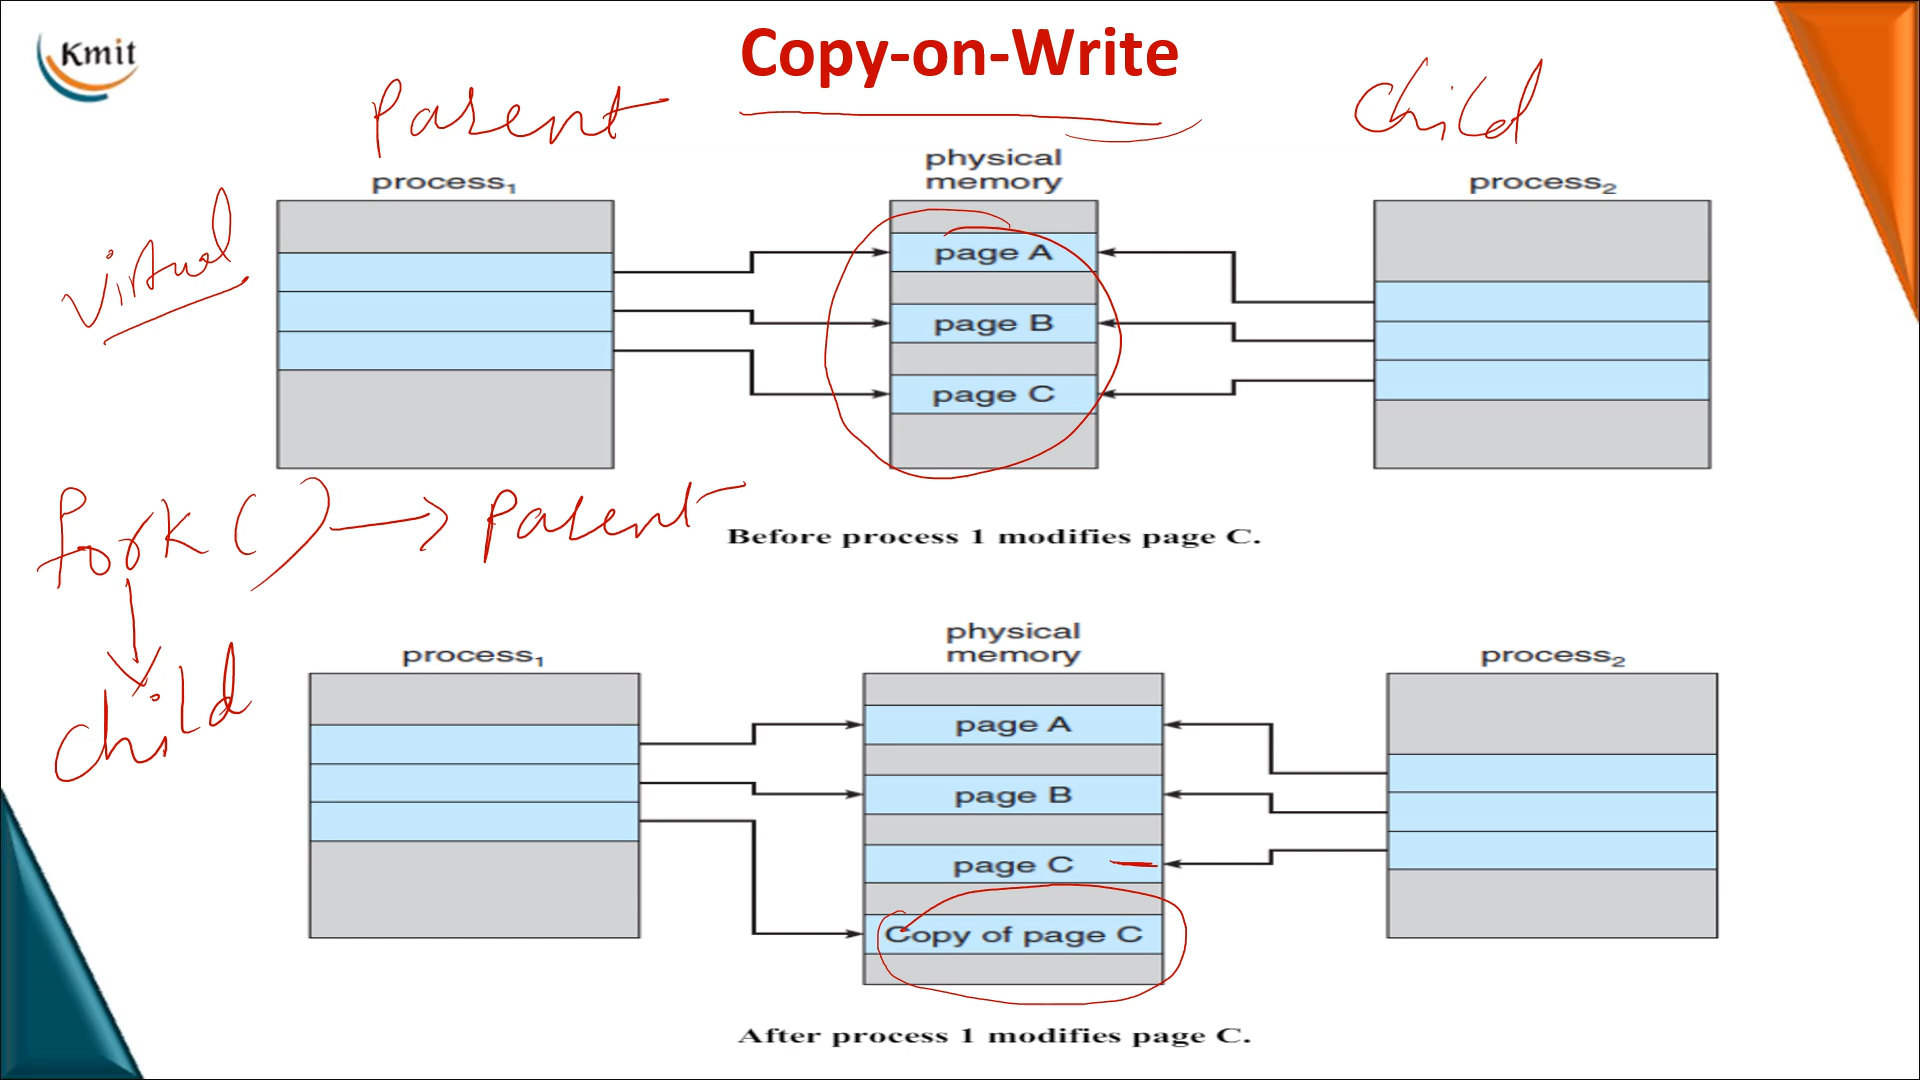 Kmit
Copy-on-Write
Parent
Child
physical
memory
process₁
process₂
Virtual
page A
page B
page C
fork ( ) → Parent
Before process 1 modifies page C.
Child
physical
memory
process₁
process₂
page A
page B
page C
Copy of page C
After process 1 modifies page C.